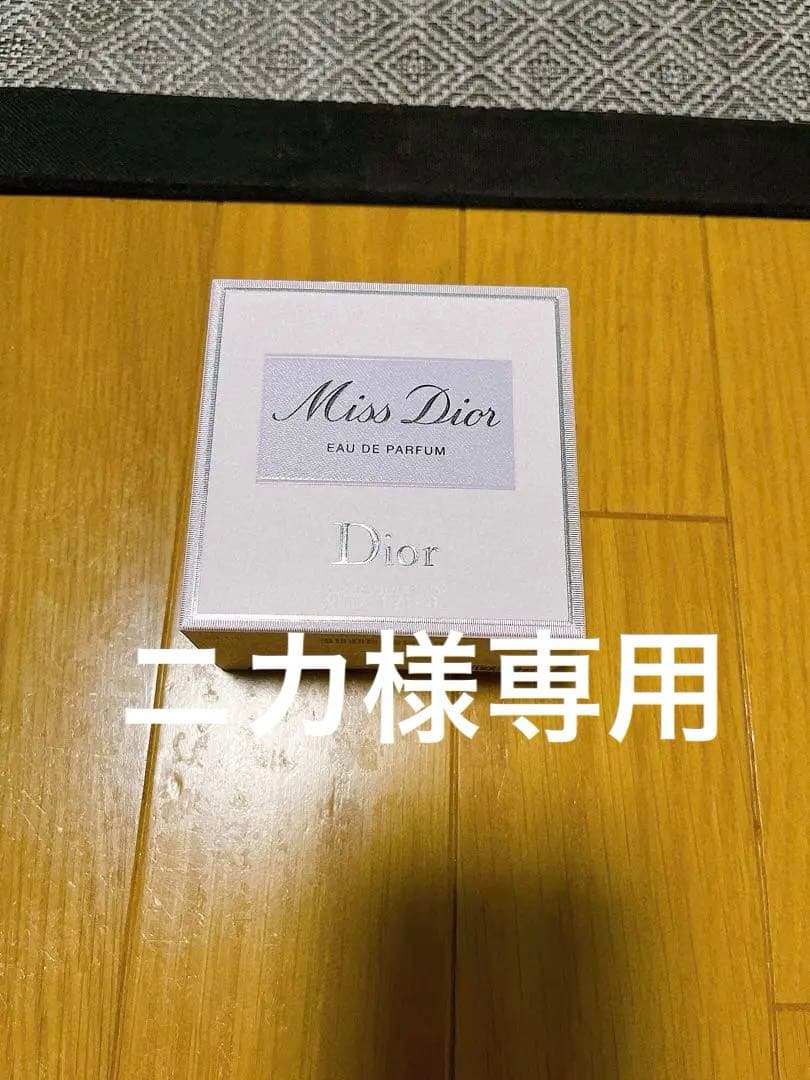 Miss Dior
EAU DE PARFUM
Dior
ニカ様専用